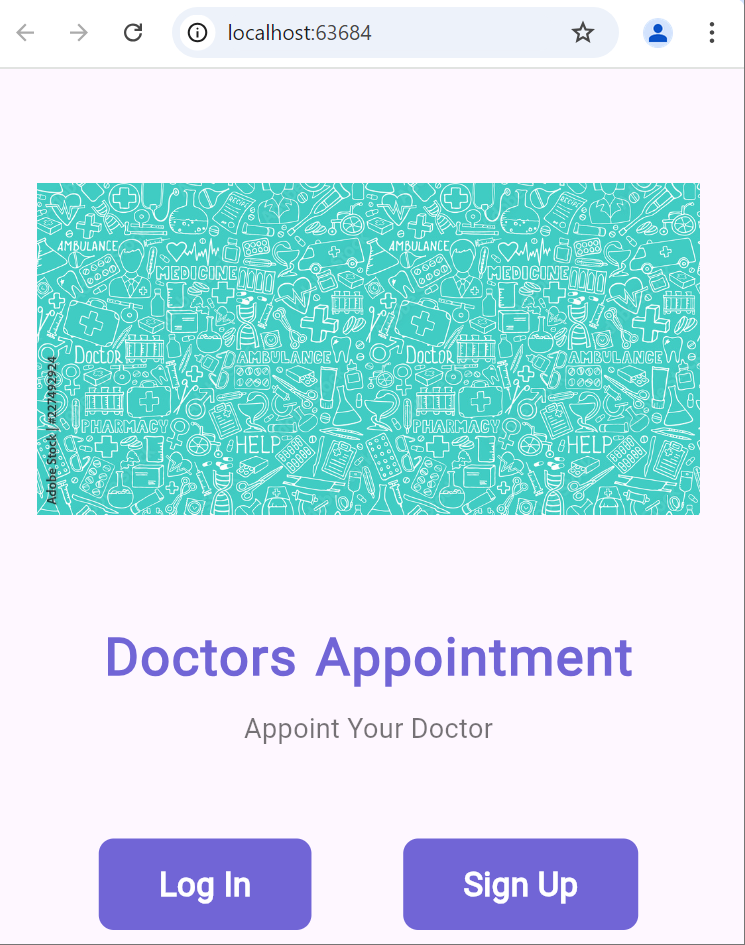 localhost:63684
RECIPE
AMBULANCE
AMBULANCE
MEDICINE
MEDICINE
Doctor
AMBULANCE
Doctor
AMBULANCE
PHARMACY
HELP
PHARMACY
HELP
Adobe Stock | #227492924
Doctors Appointment
Appoint Your Doctor
Log In
Sign Up